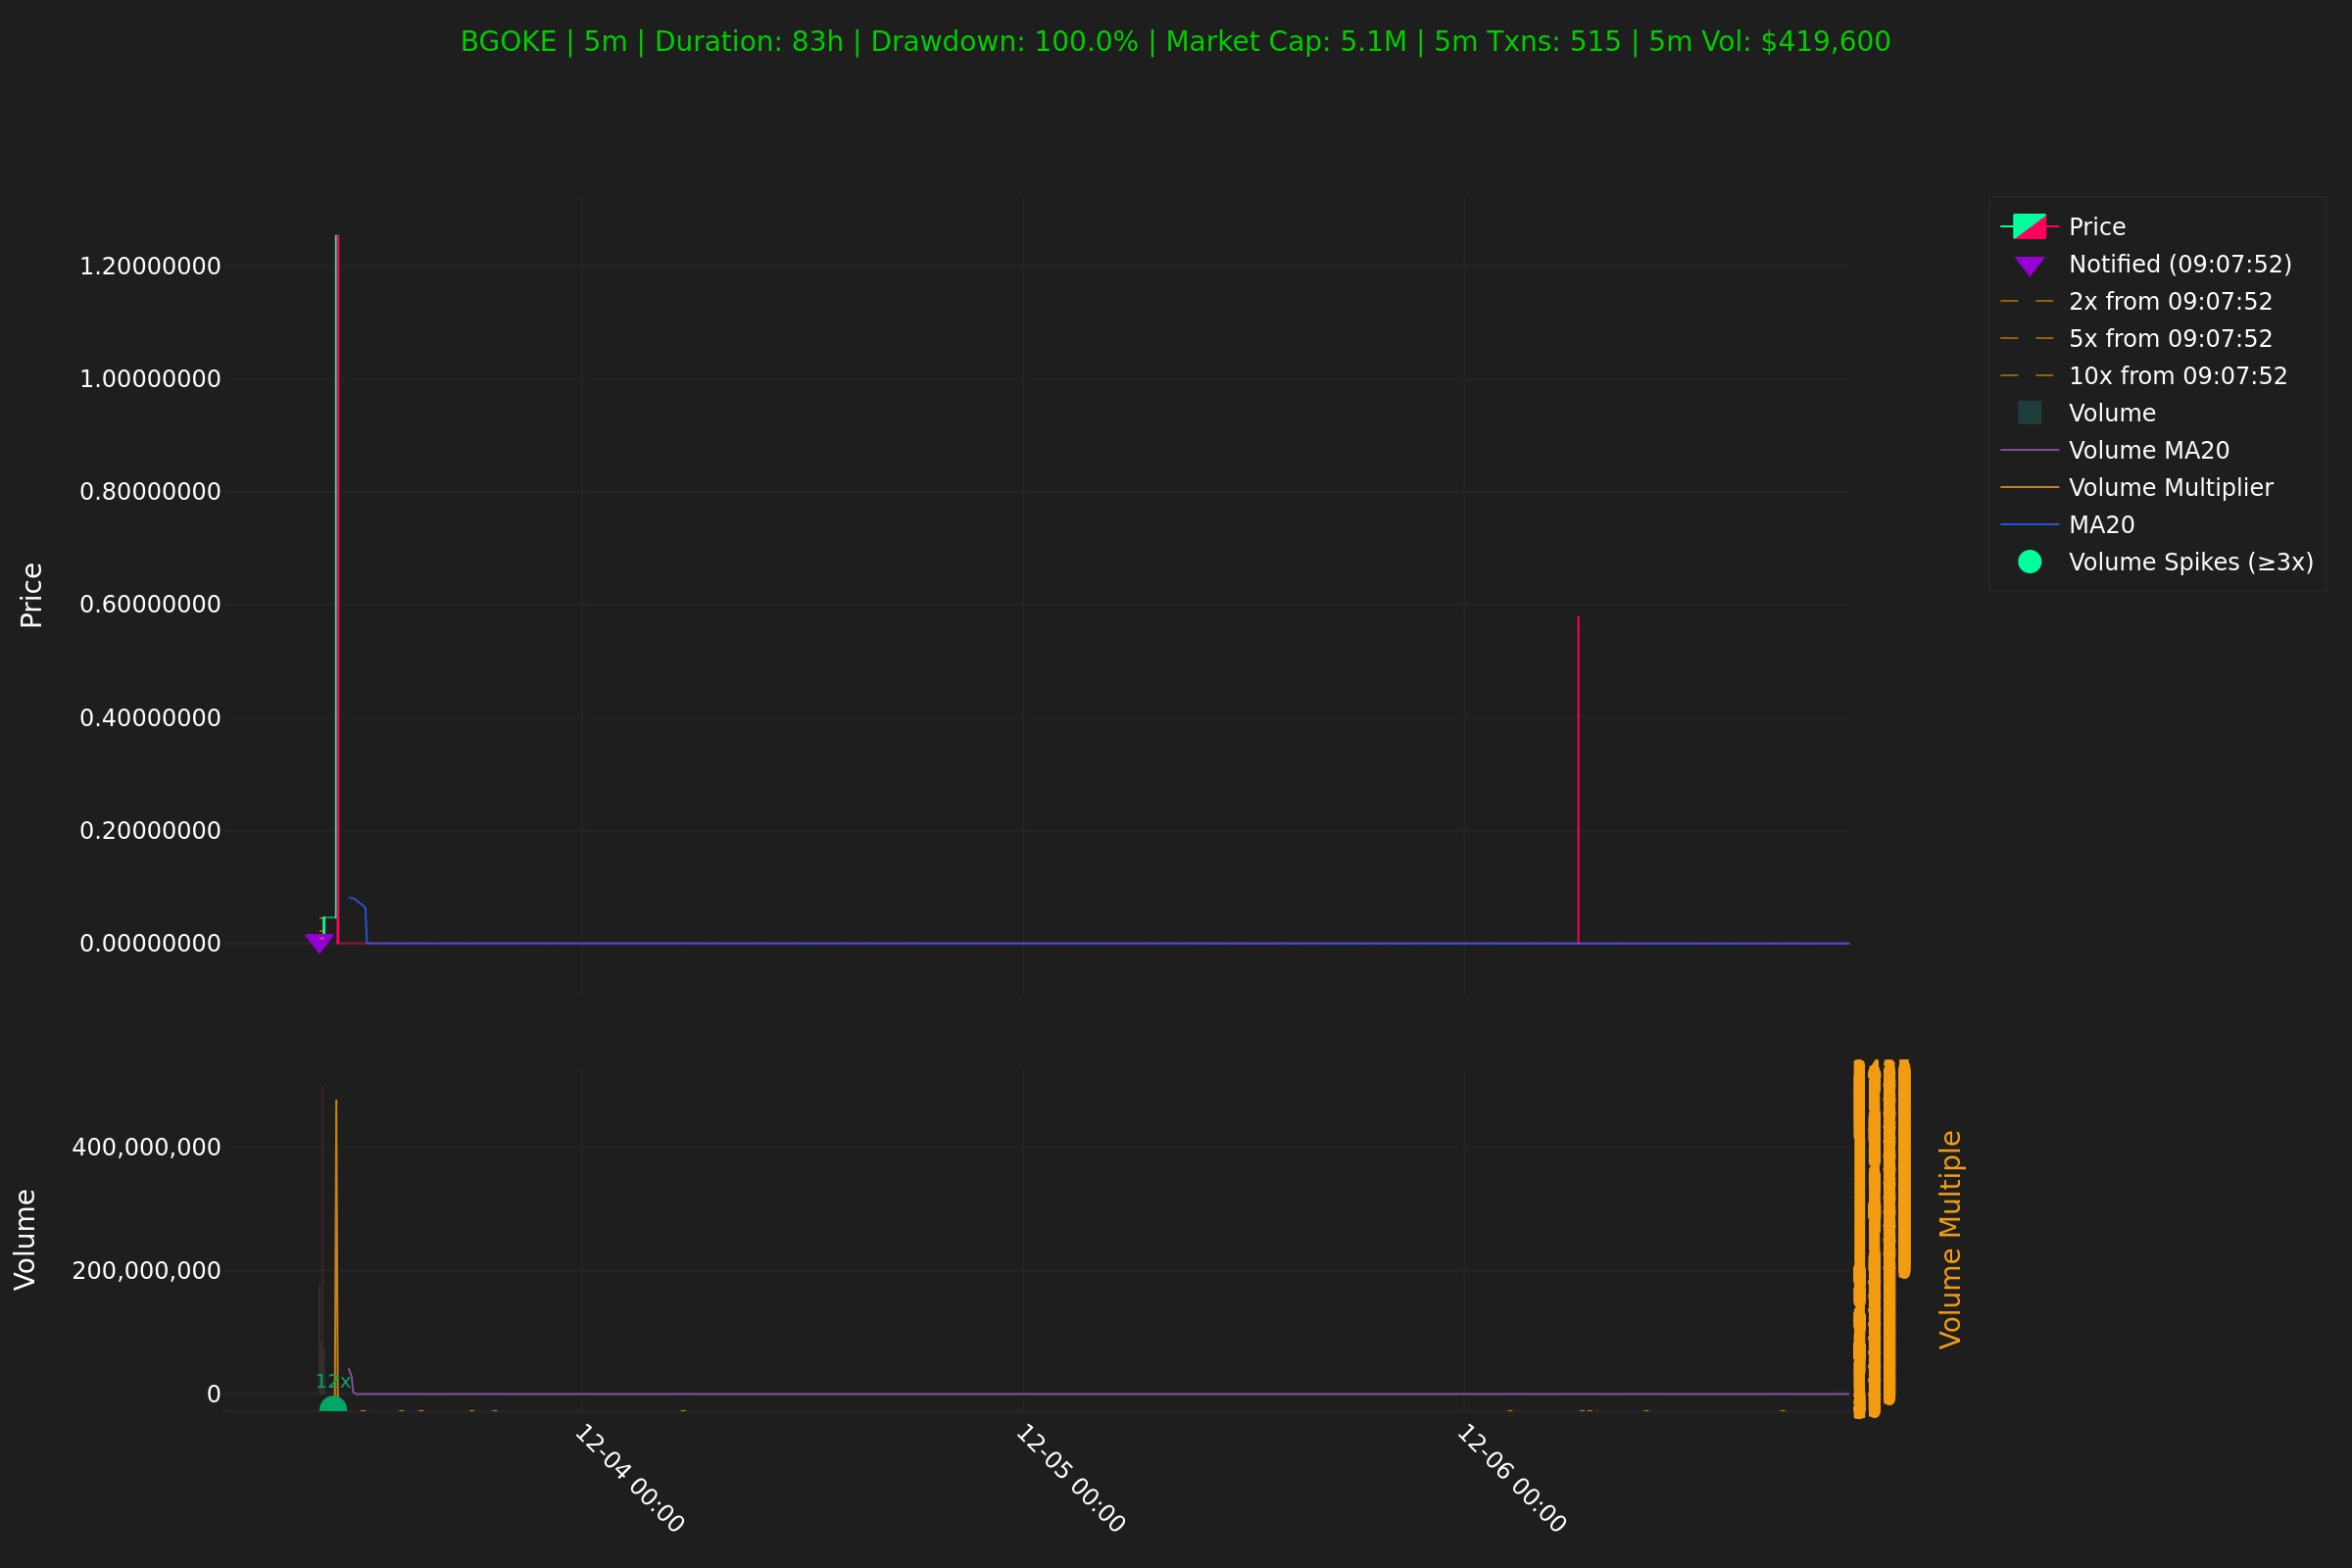 BGOKE | 5m | Duration: 83h | Drawdown: 100.0% | Market Cap: 5.1M | 5m Txns: 515 | 5m Vol: $419,600
Price
1.20000000
1.00000000
0.80000000
0.60000000
0.40000000
0.20000000
0.00000000
Price
Notified (09:07:52)
2x from 09:07:52
5x from 09:07:52
10x from 09:07:52
Volume
Volume MA20
Volume Multiplier
MA20
Volume Spikes (≥3x)
Volume
400,000,000
200,000,000
0
12x
Volume Multiple
12-04 00:00
12-05 00:00
12-06 00:00